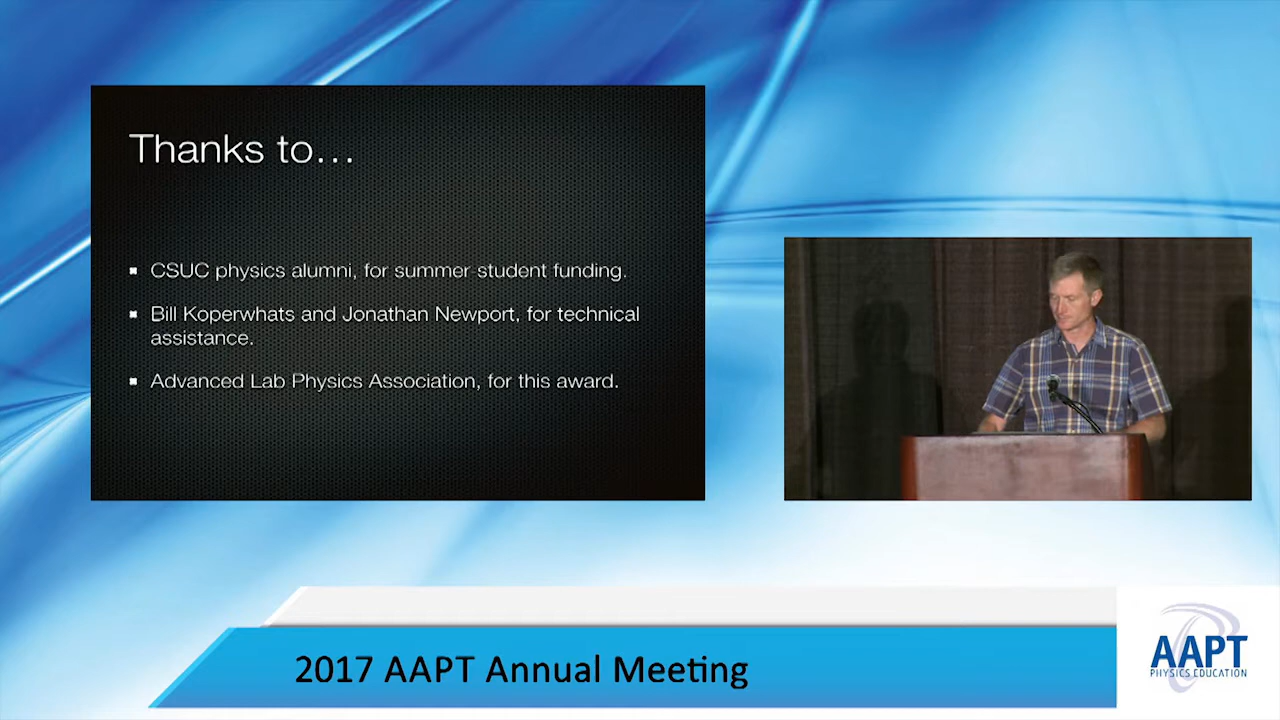 Thanks to…
CSUC physics alumni, for summer student funding.
Bill Koperwhats and Jonathan Newport, for technical
assistance.
Advanced Lab Physics Association, for this award.
2017 AAPT Annual Meeting
AAPT
PHYSICS EDUCATION